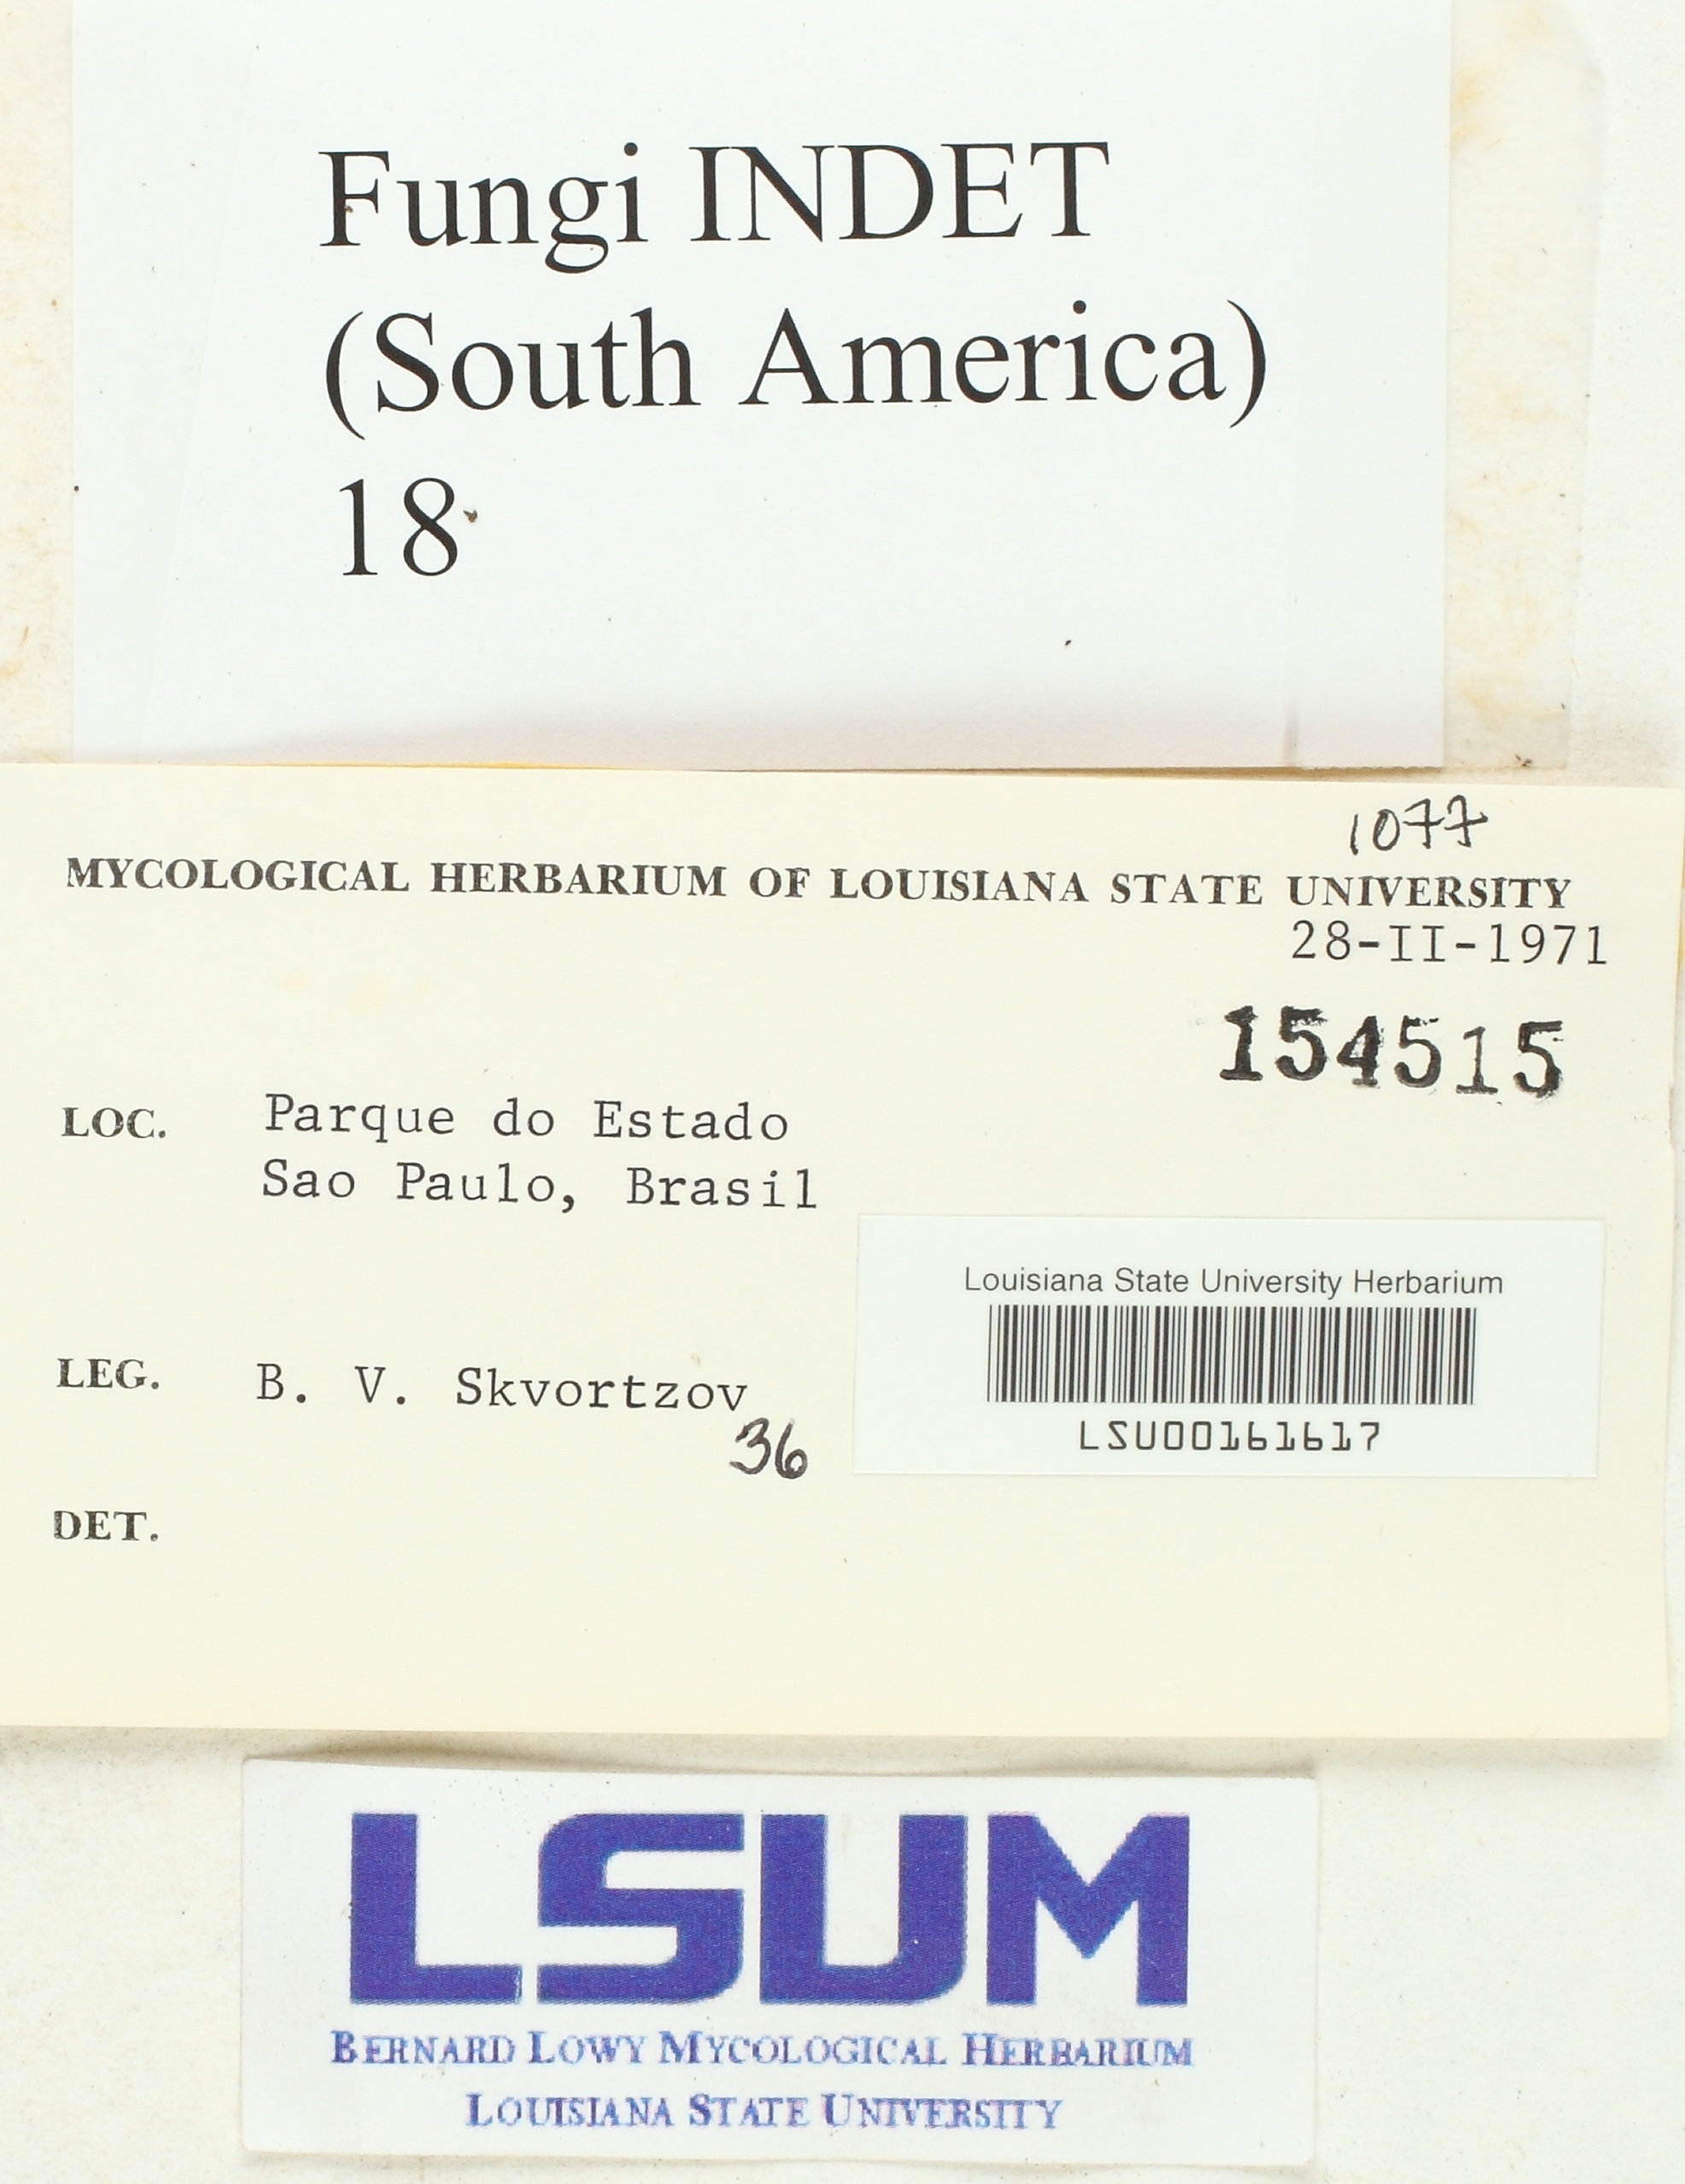 Fungi INDET
(South America)
18
1077
MYCOLOGICAL HERBARIUM OF LOUISIANA STATE UNIVERSITY
28-II-1971
154515
LOC. Parque do Estado
Sao Paulo, Brasil
Louisiana State University Herbarium
LEG. B. V. Skvortzov
36
LSU00161617
DET.
LSUM
BERNARD LOWY MYCOLOGICAL HERBARIUM
LOUISIANA STATE UNIVERSITY